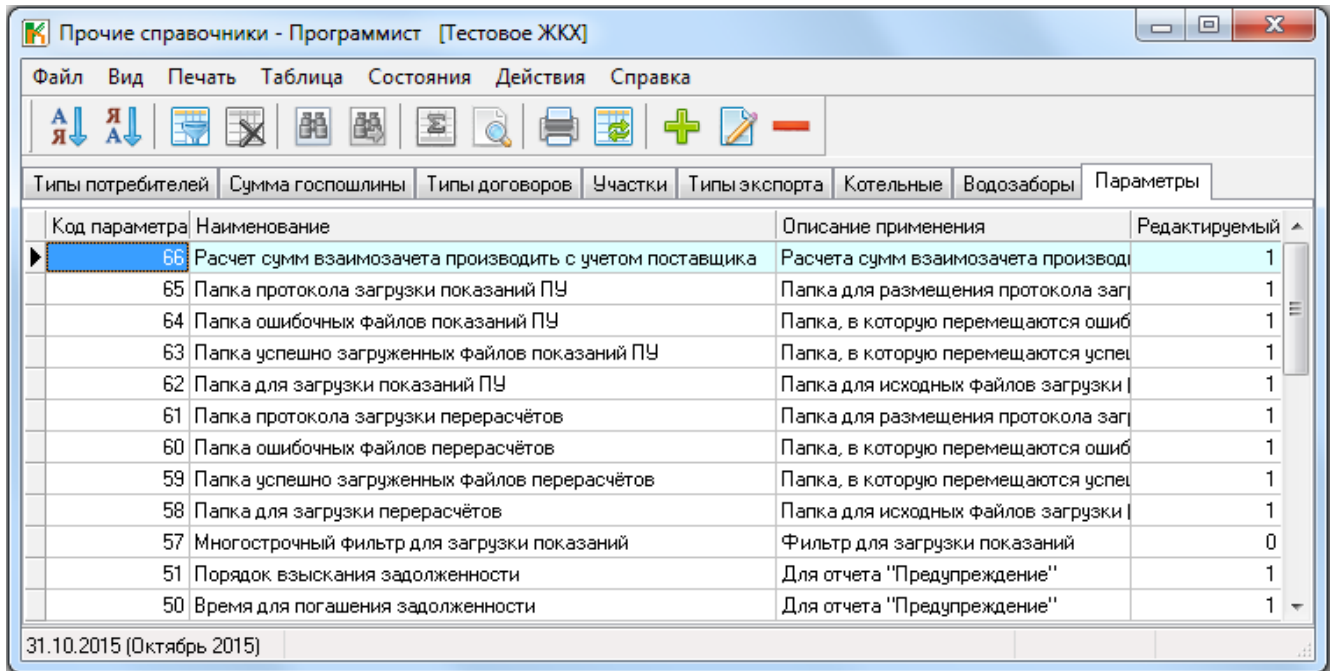 Прочие справочники - Программист [Тестовое ЖКХ]
Файл Вид Печать Таблица Состояния Действия Справка
Типы потребителей Сумма госпошлины Типы договоров Участки Типы экспорта Котельные Водозаборы Параметры
Код параметра Наименование Описание применения Редактируемый
66 Расчет сумм взаимозачета производить с учетом поставщика Расчета сумм взаимозачета производ 1
65 Папка протокола загрузки показаний ПУ Папка для размещения протокола заг 1
64 Папка ошибочных файлов показаний ПУ Папка, в которую перемещаются ошиб 1
63 Папка успешно загруженных файлов показаний ПУ Папка, в которую перемещаются успе 1
62 Папка для загрузки показаний ПУ Папка для исходных файлов загрузки 1
61 Папка протокола загрузки перерасчётов Папка для размещения протокола заг 1
60 Папка ошибочных файлов перерасчётов Папка, в которую перемещаются ошиб 1
59 Папка успешно загруженных файлов перерасчётов Папка, в которую перемещаются успе 1
58 Папка для загрузки перерасчётов Папка для исходных файлов загрузки 1
57 Многострочный фильтр для загрузки показаний Фильтр для загрузки показаний 0
51 Порядок взыскания задолженности Для отчета "Предупреждение" 1
50 Время для погашения задолженности Для отчета "Предупреждение" 1
31.10.2015 (Октябрь 2015)